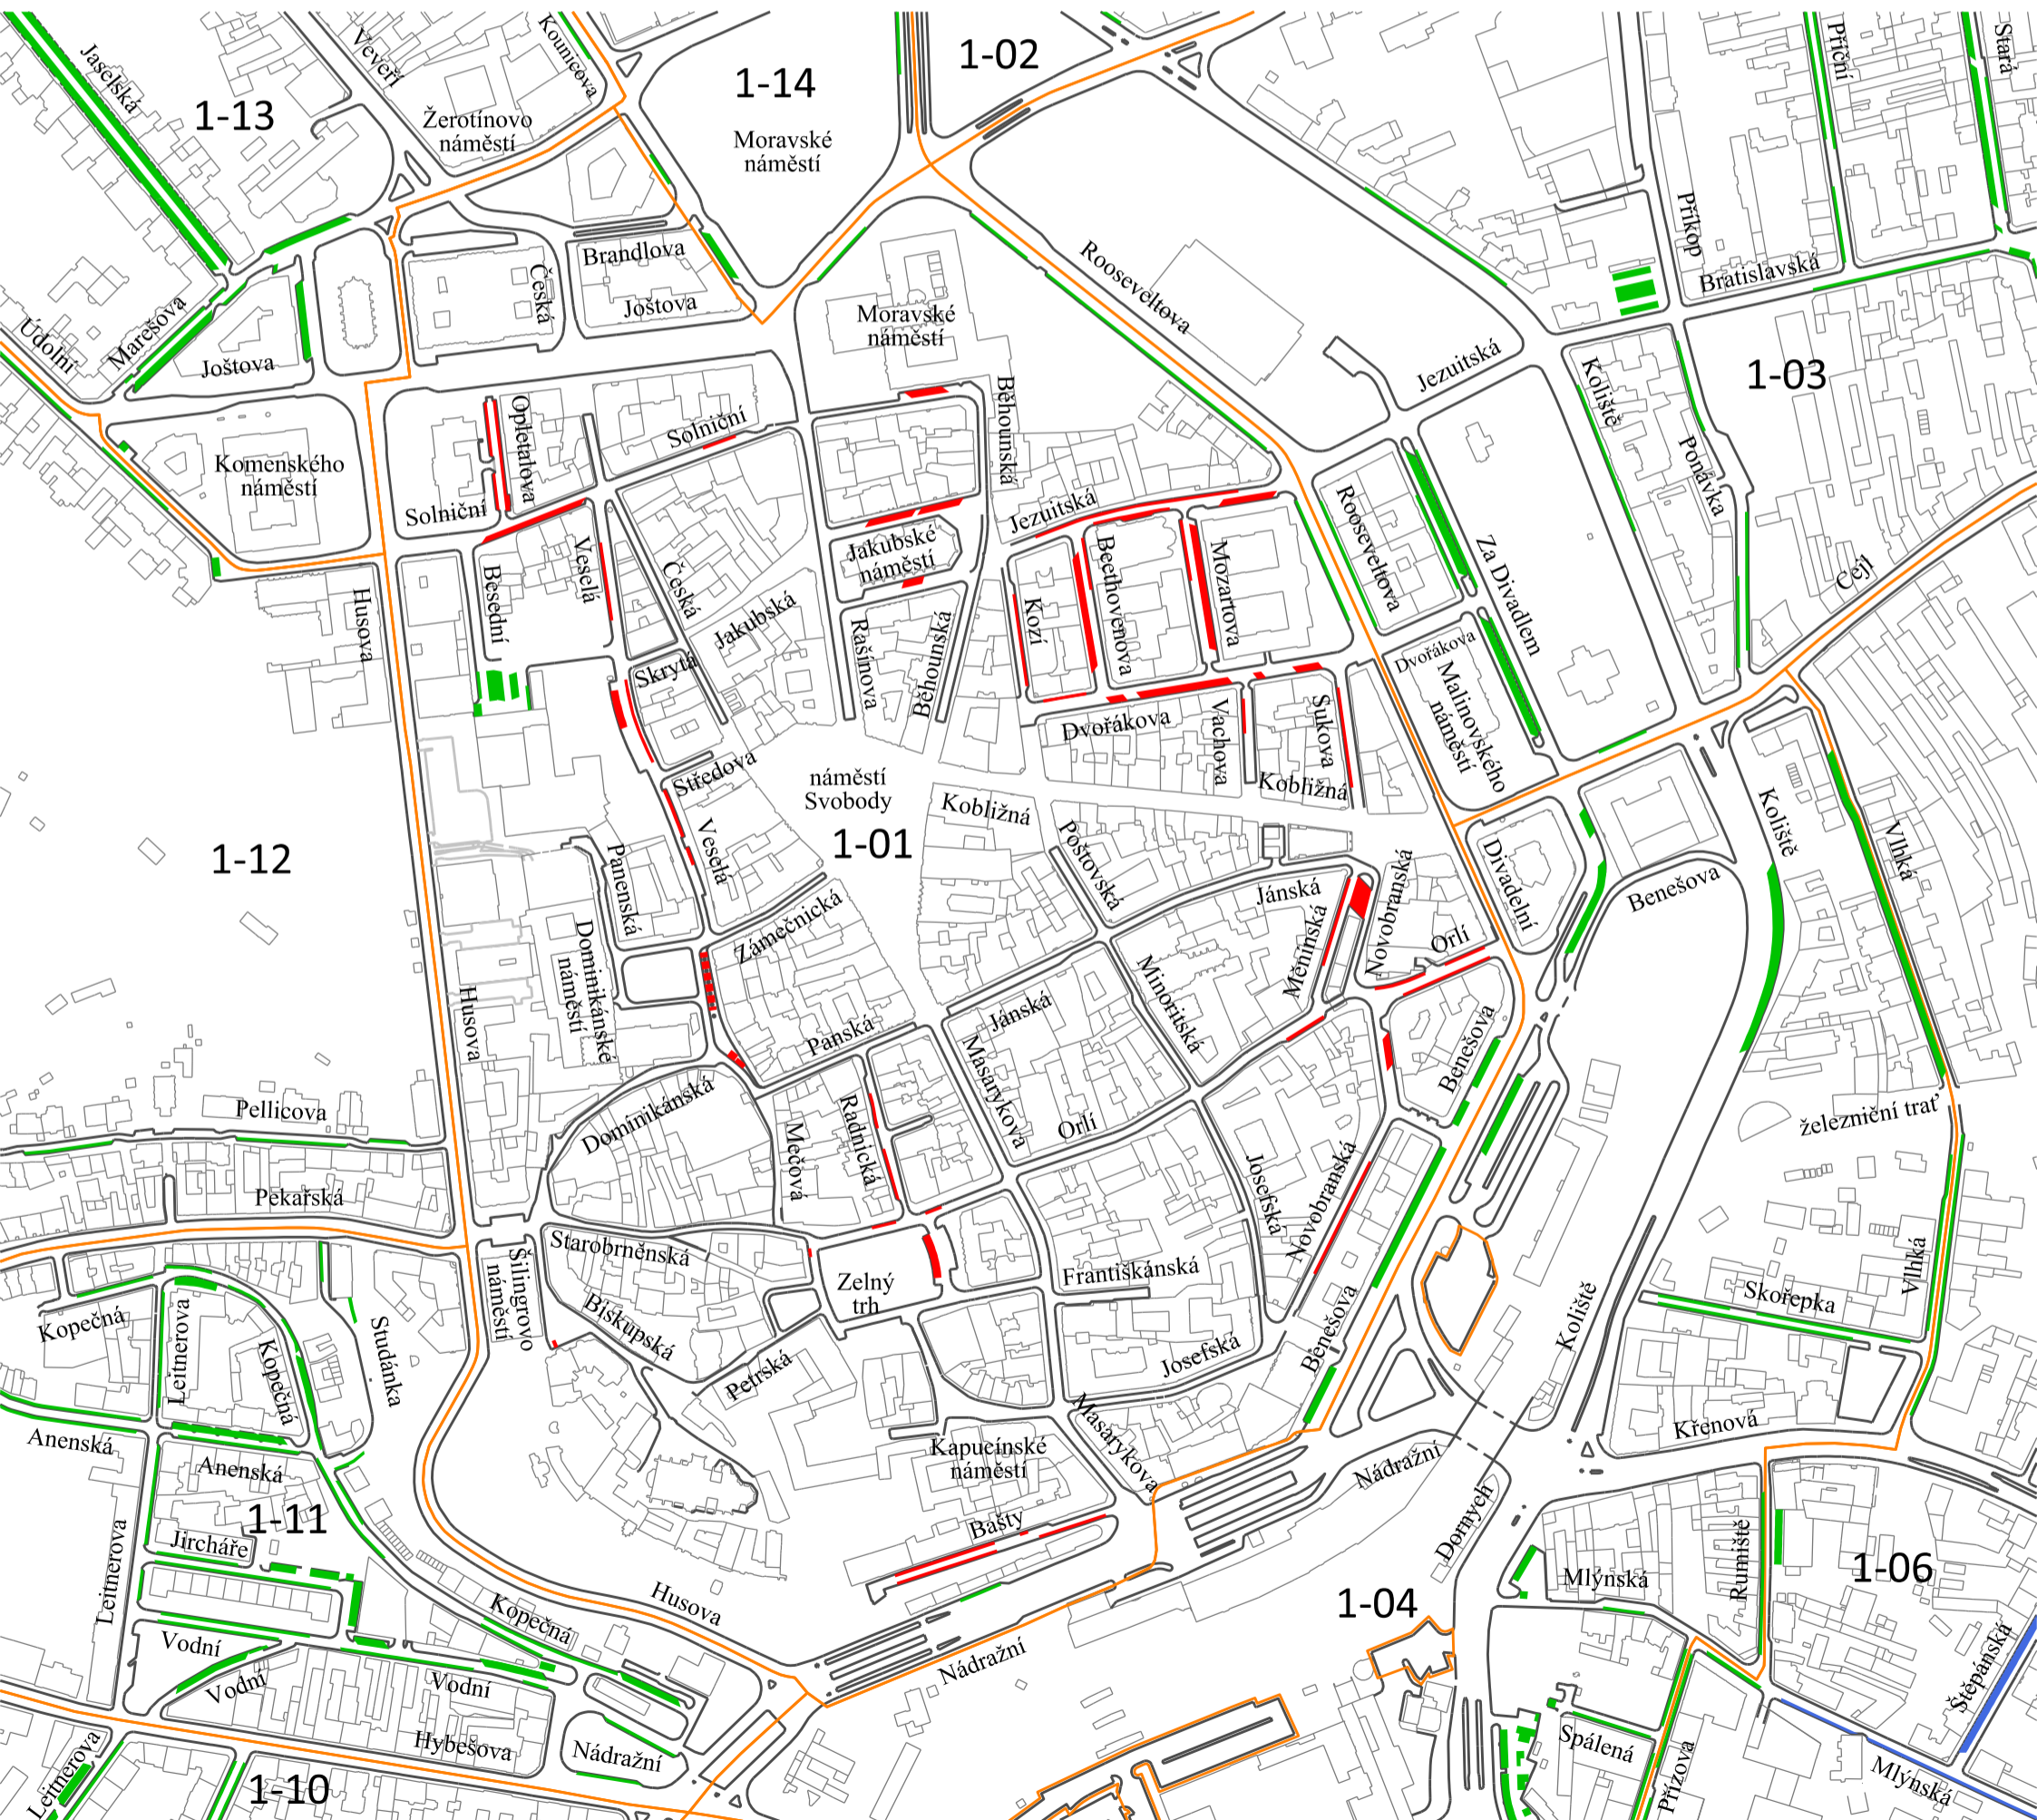 Jaselská
1-13
Veveří
Žerotínovo
náměstí
Kounicova
1-14
Moravské
náměstí
1-02
Příční
Stará
Příkop
Bratislavská
Brandlova
Česká
Joštova
Moravské
náměstí
Rooseveltova
Jezuitská
Údolní
Marešova
Joštova
Koliště
1-03
Ponávka
Komenského
náměstí
Opletalova
Solniční
Solniční
Běhounská
Jezuitská
Jakubské
náměstí
Rooseveltova
Za Divadlem
Cejl
Husova
Besední
Veselá
Česká
Jakubská
Skrytá
Rašínova
Běhounská
Kozí
Beethovenova
Mozartova
Dvořákova
Malinovského
náměstí
Dvořákova
Vachova
Sukova
Kobližná
Středova
náměstí
Svobody
1-01
Kobližná
Poštovská
Veselá
Panenská
1-12
Divadelní
Koliště
Vlhká
Benešova
Jánská
Novobranská
Měnínská
Orlí
Zámečnická
Dominikánské
náměstí
Husova
Panská
Jánská
Minoritská
Masarykova
Benešova
Pellicova
Dominikánská
Mečová
Radnická
Orlí
železniční trať
Pekařská
Josefská
Novobranská
Starobrněnská
Šilingrovo
náměstí
Biskupská
Zelný
trh
Františkánská
Benešova
Koliště
Skořepka
Vlhká
Kopečná
Leitnerova
Kopečná
Studánka
Petrská
Josefská
Masarykova
Křenová
Anenská
Anenská
Kapucínské
náměstí
Nádražní
1-11
Jircháře
Leitnerova
Bašty
Dornych
Mlýnská
Rumiště
1-06
1-04
Husova
Kopečná
Nádražní
Vodní
Vodní
Vodní
Štěpánská
Hybešova
Nádražní
Spálená
Přízova
Mlýnská
Leitnerova
1-10